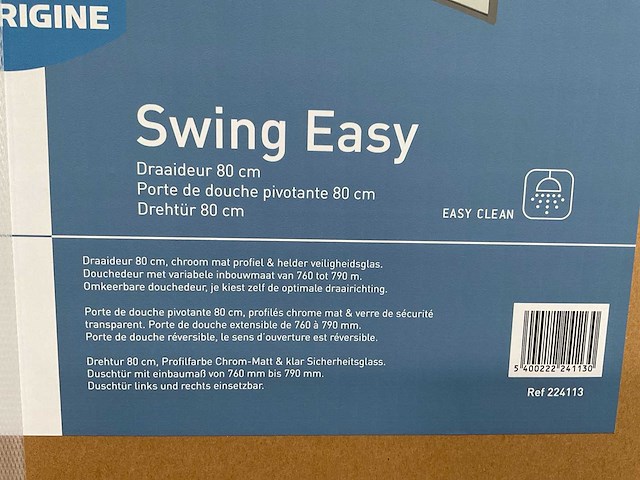 RIGINE
Swing Easy
Draaideur 80 cm
Porte de douche pivotante 80 cm
Drehtür 80 cm
EASY CLEAN
Draaideur 80 cm, chroom mat profiel & helder veiligheidsglas.
Douchedeur met variabele inbouwmaat van 760 tot 790 m.
Omkeerbare douchedeur, je kiest zelf de optimale draairichting.
Porte de douche pivotante 80 cm, profilés chrome mat & verre de sécurité
transparent. Porte de douche extensible de 760 à 790 mm.
Porte de douche réversible, le sens d'ouverture est réversible.
Drehtur 80 cm, Profilfarbe Chrom-Matt & klar Sicherheitsglass.
Duschtür mit einbaumaß von 760 mm bis 790 mm.
Duschtür links und rechts einsetzbar.
5 400222 241130
Ref 224113